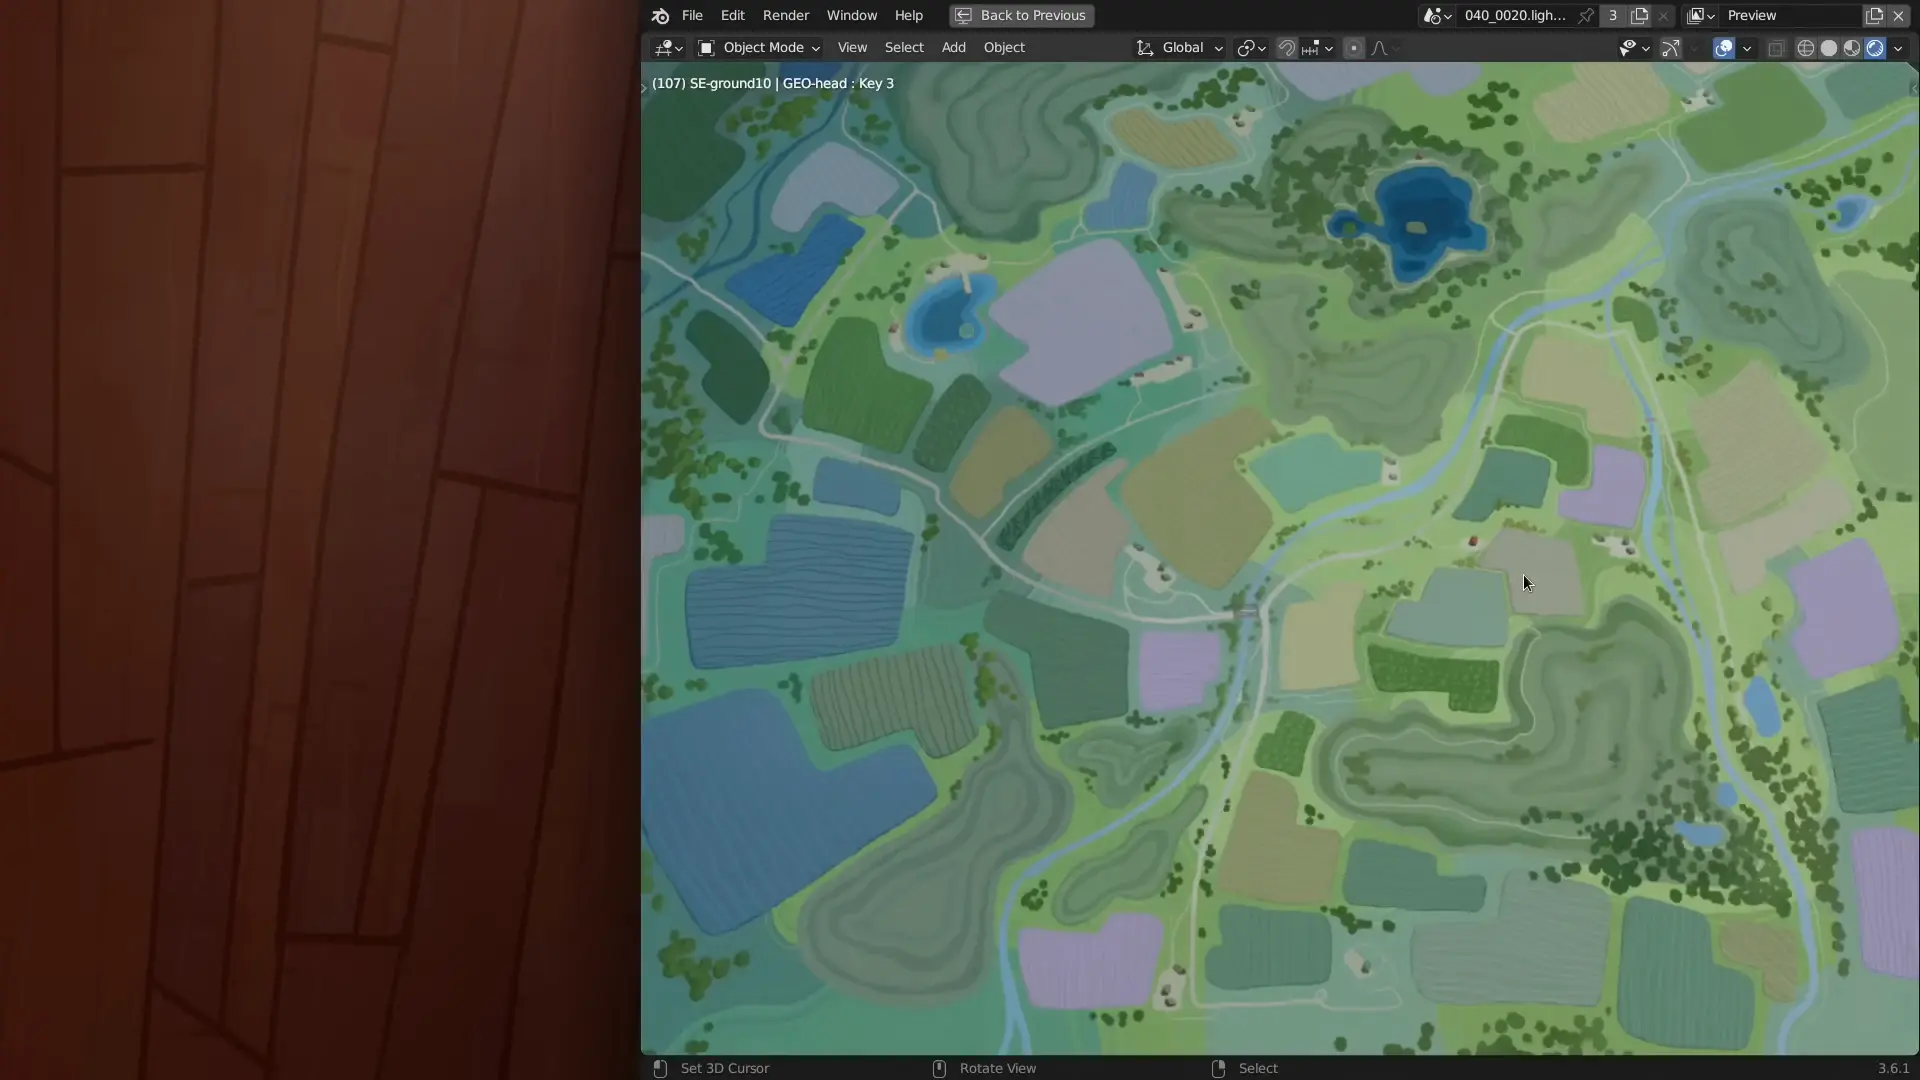 File Edit Render Window Help Back to Previous 040_0020.ligh... 3 Preview
Object Mode View Select Add Object Global
(107) SE-ground10 | GEO-head : Key 3
Set 3D Cursor Rotate View Select 3.6.1